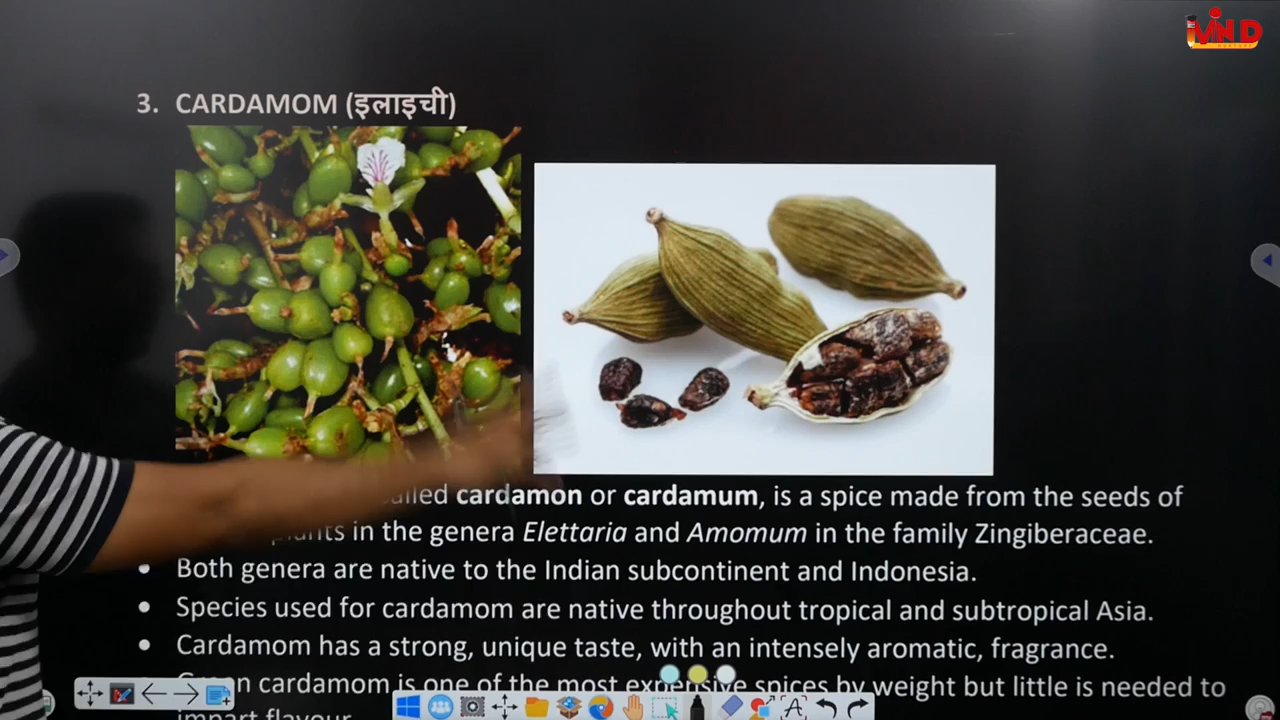 iMIND
3. CARDAMOM (इलाइची)
cardamon or cardamum, is a spice made from the seeds of
in the genera Elettaria and Amomum in the family Zingiberaceae.
• Both genera are native to the Indian subcontinent and Indonesia.
• Species used for cardamom are native throughout tropical and subtropical Asia.
• Cardamom has a strong, unique taste, with an intensely aromatic, fragrance.
cardamom is one of the most expensive spices by weight but little is needed to
impart flavour